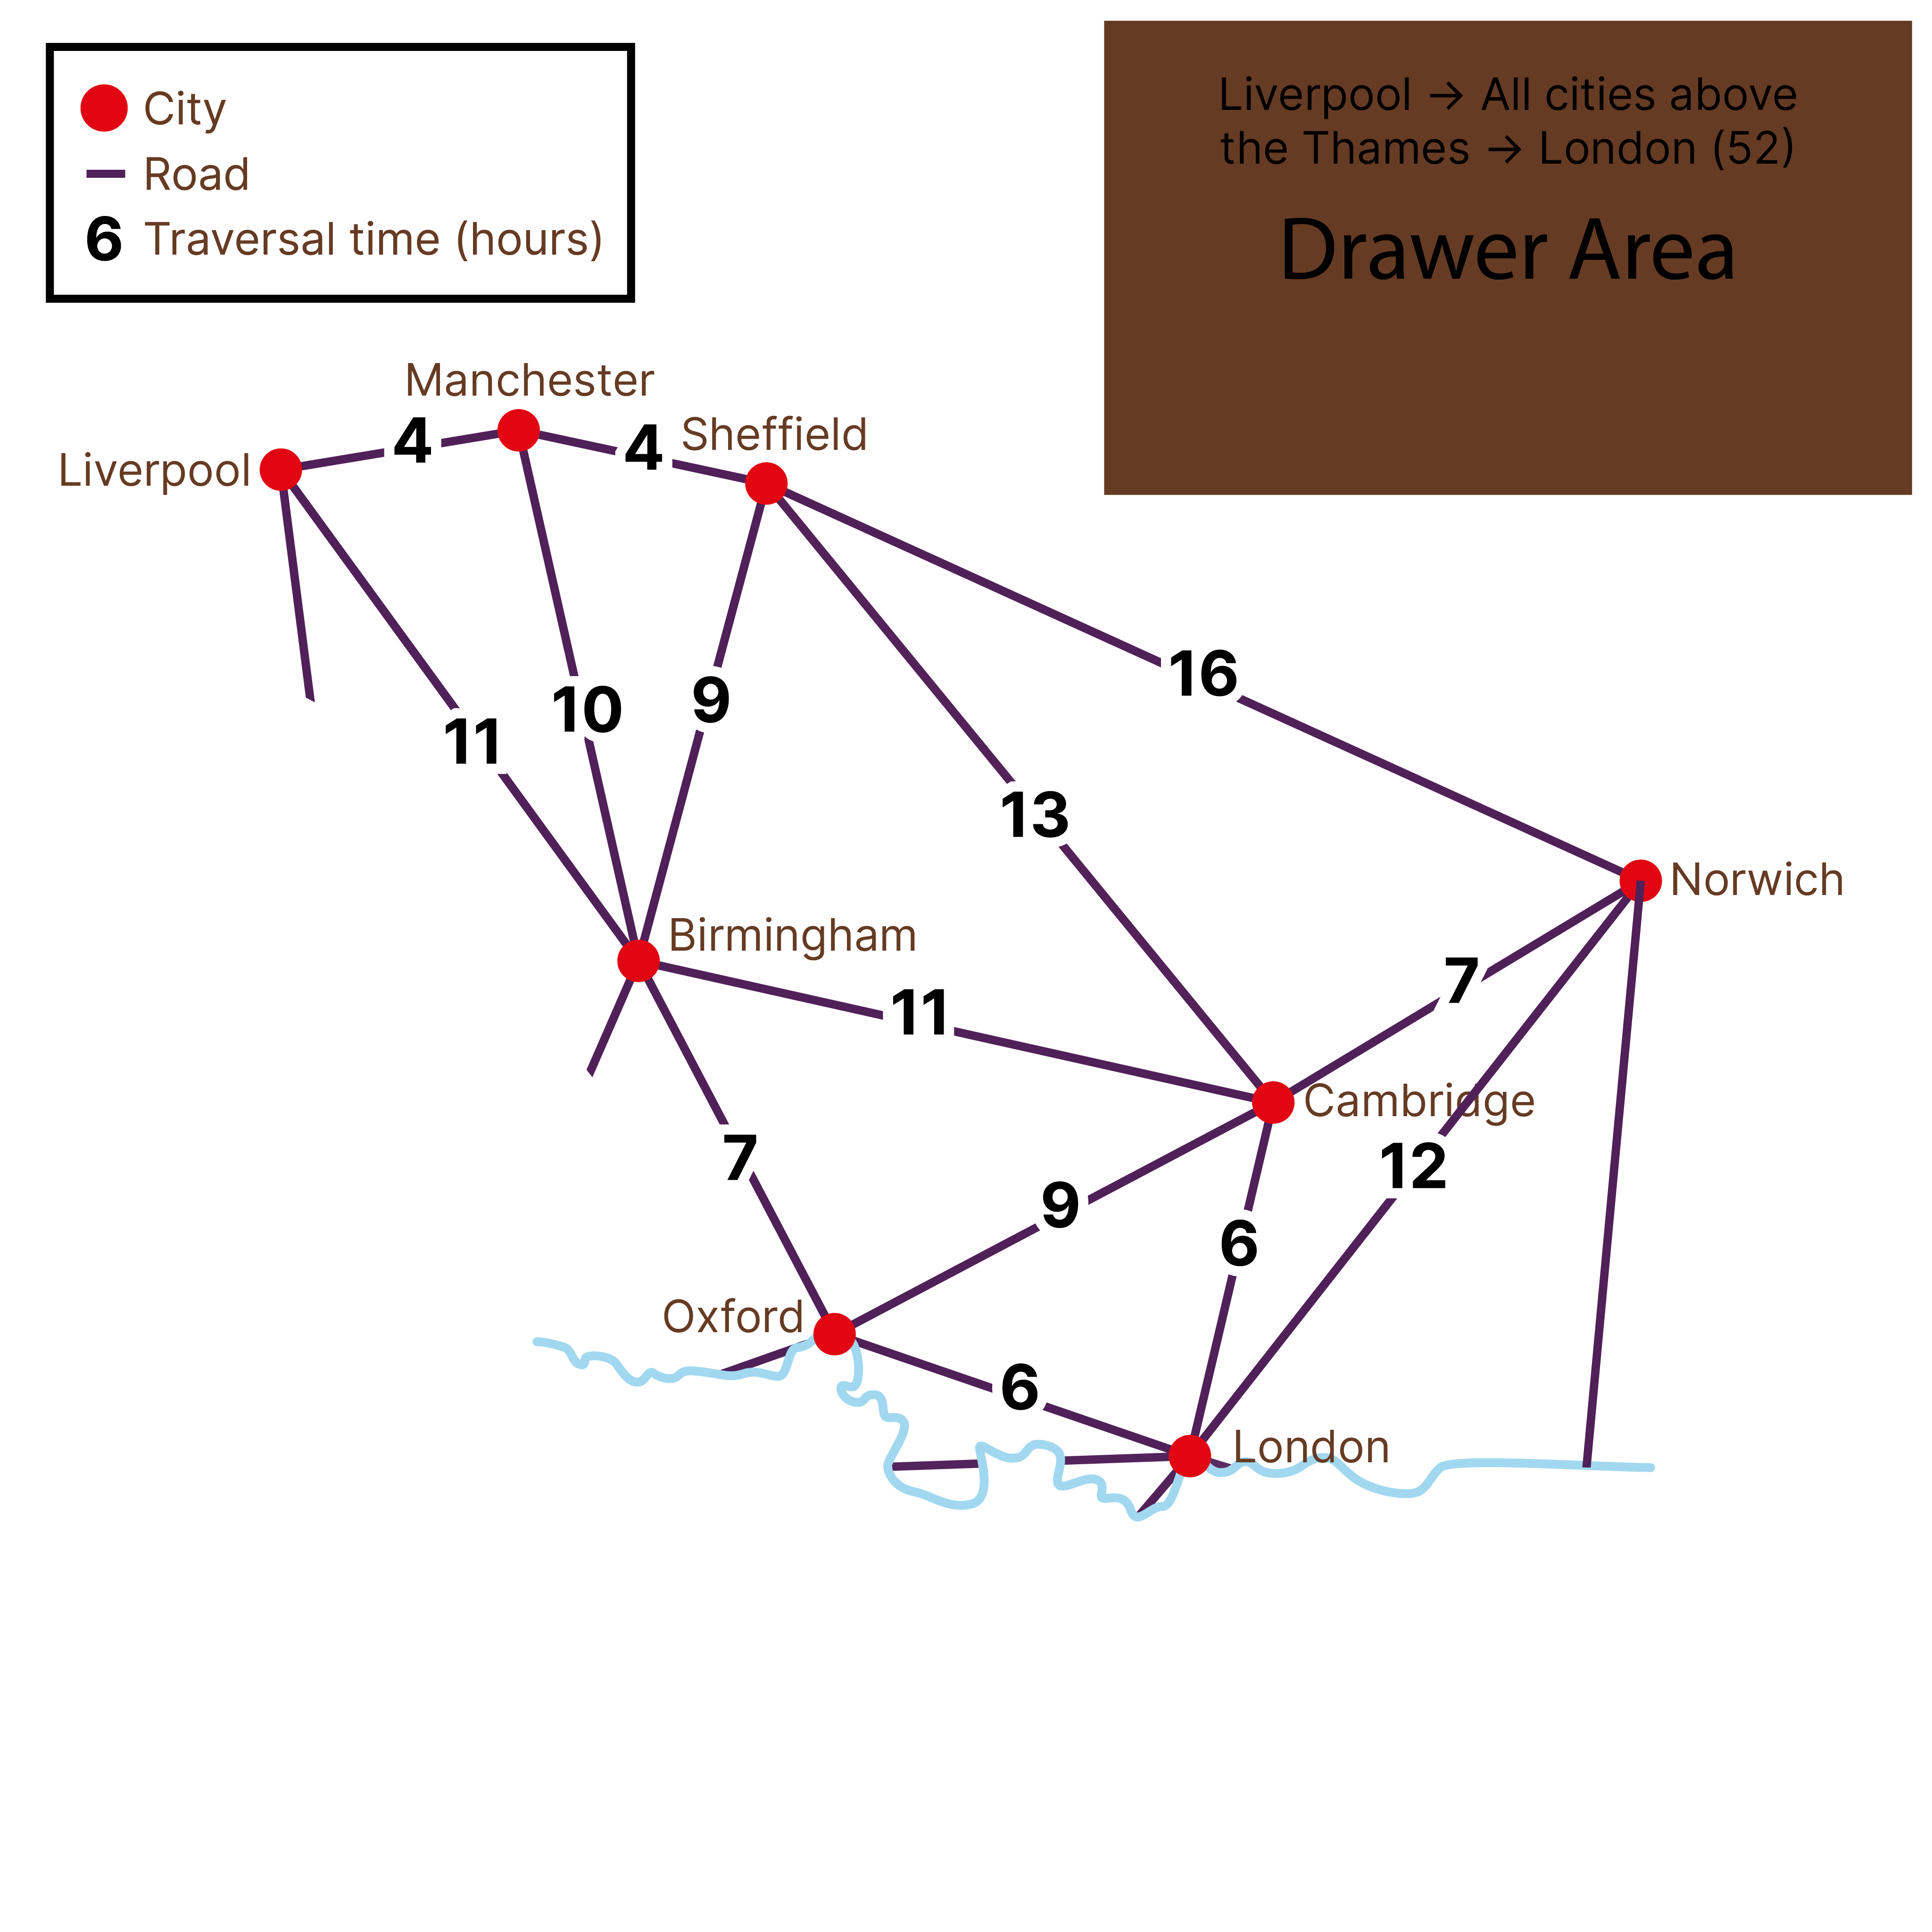 City
Road
6 Traversal time (hours)
Liverpool → All cities above
the Thames → London (52)
Drawer Area
Manchester
4
4
Sheffield
Liverpool
16
9
10
11
13
Norwich
Birmingham
7
11
Cambridge
7
12
9
6
Oxford
6
London